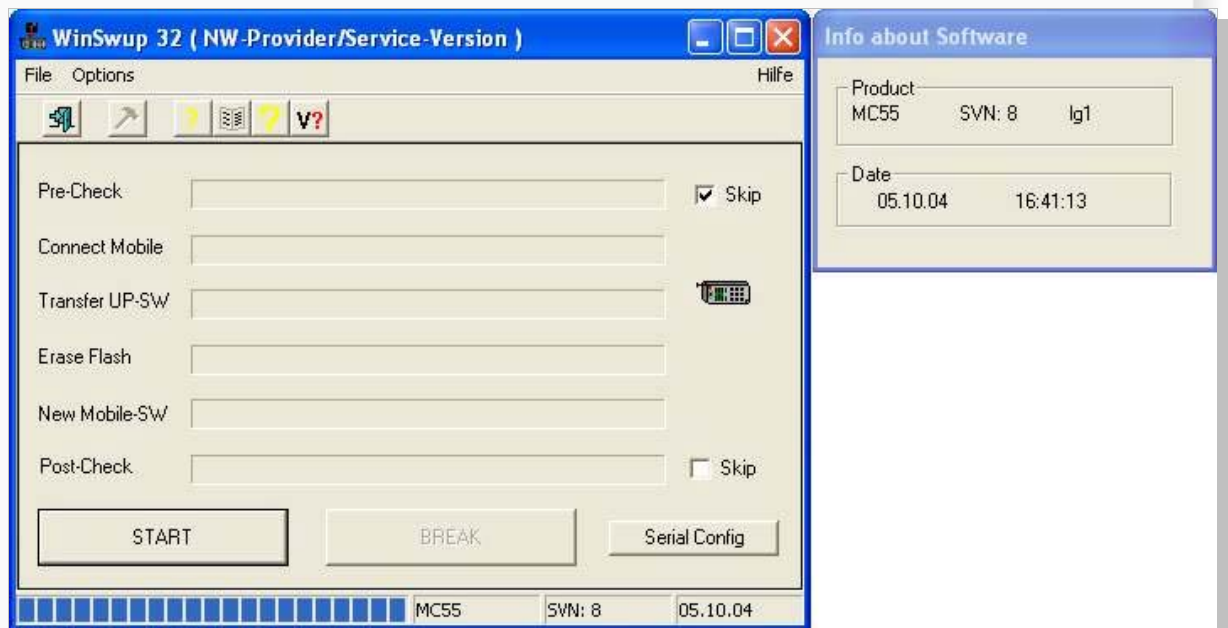 WinSwup 32 ( NW-Provider/Service-Version )
File Options Hilfe
? ? V?
Pre-Check Skip
Connect Mobile
Transfer UP-SW
Erase Flash
New Mobile-SW
Post-Check Skip
START BREAK Serial Config
MC55 SVN: 8 05.10.04
Info about Software
Product
MC55 SVN: 8 lg1
Date
05.10.04 16:41:13